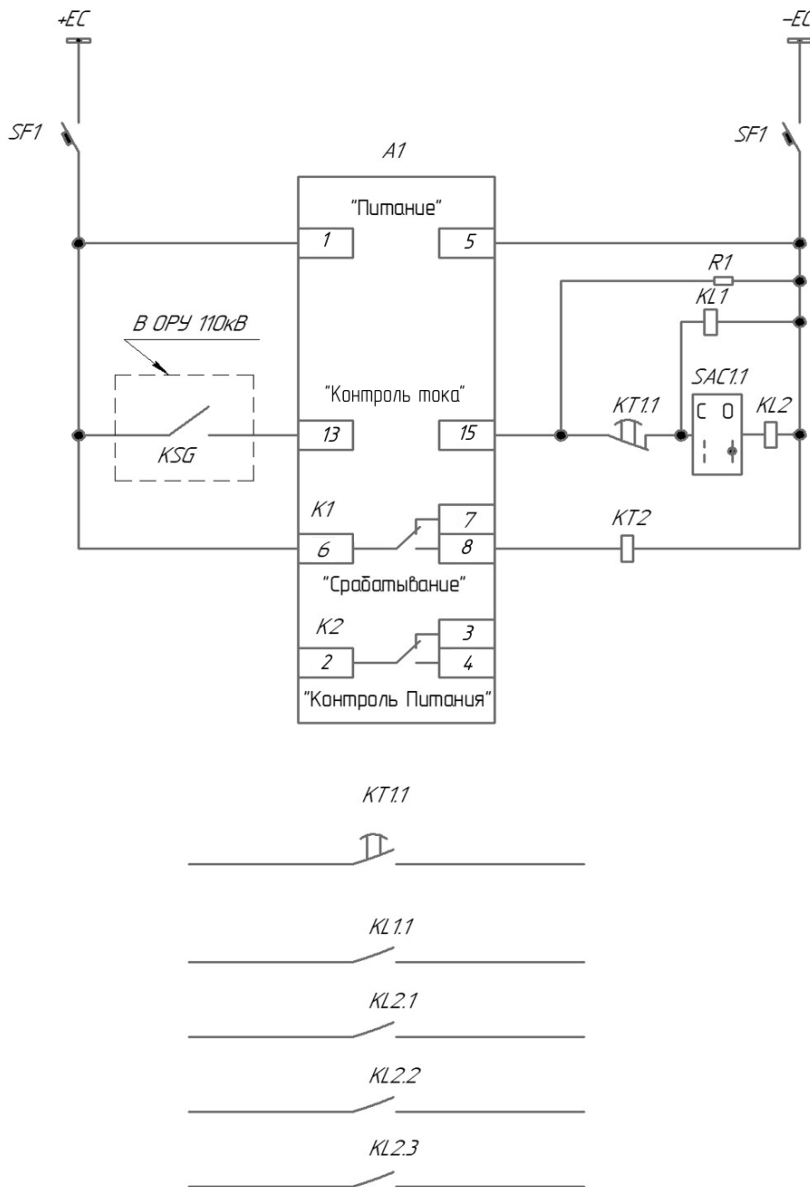 +EC
-EC
SF1
SF1
A1
"Питание"
1
5
R1
KL1
В ОРУ 110кВ
SAC1.1
"Контроль тока"
KT1.1
С О
KL2
13
15
KSG
K1
7
6
8
KT2
"Срабатывание"
K2
3
2
4
"Контроль Питания"
KT1.1
KL1.1
KL2.1
KL2.2
KL2.3